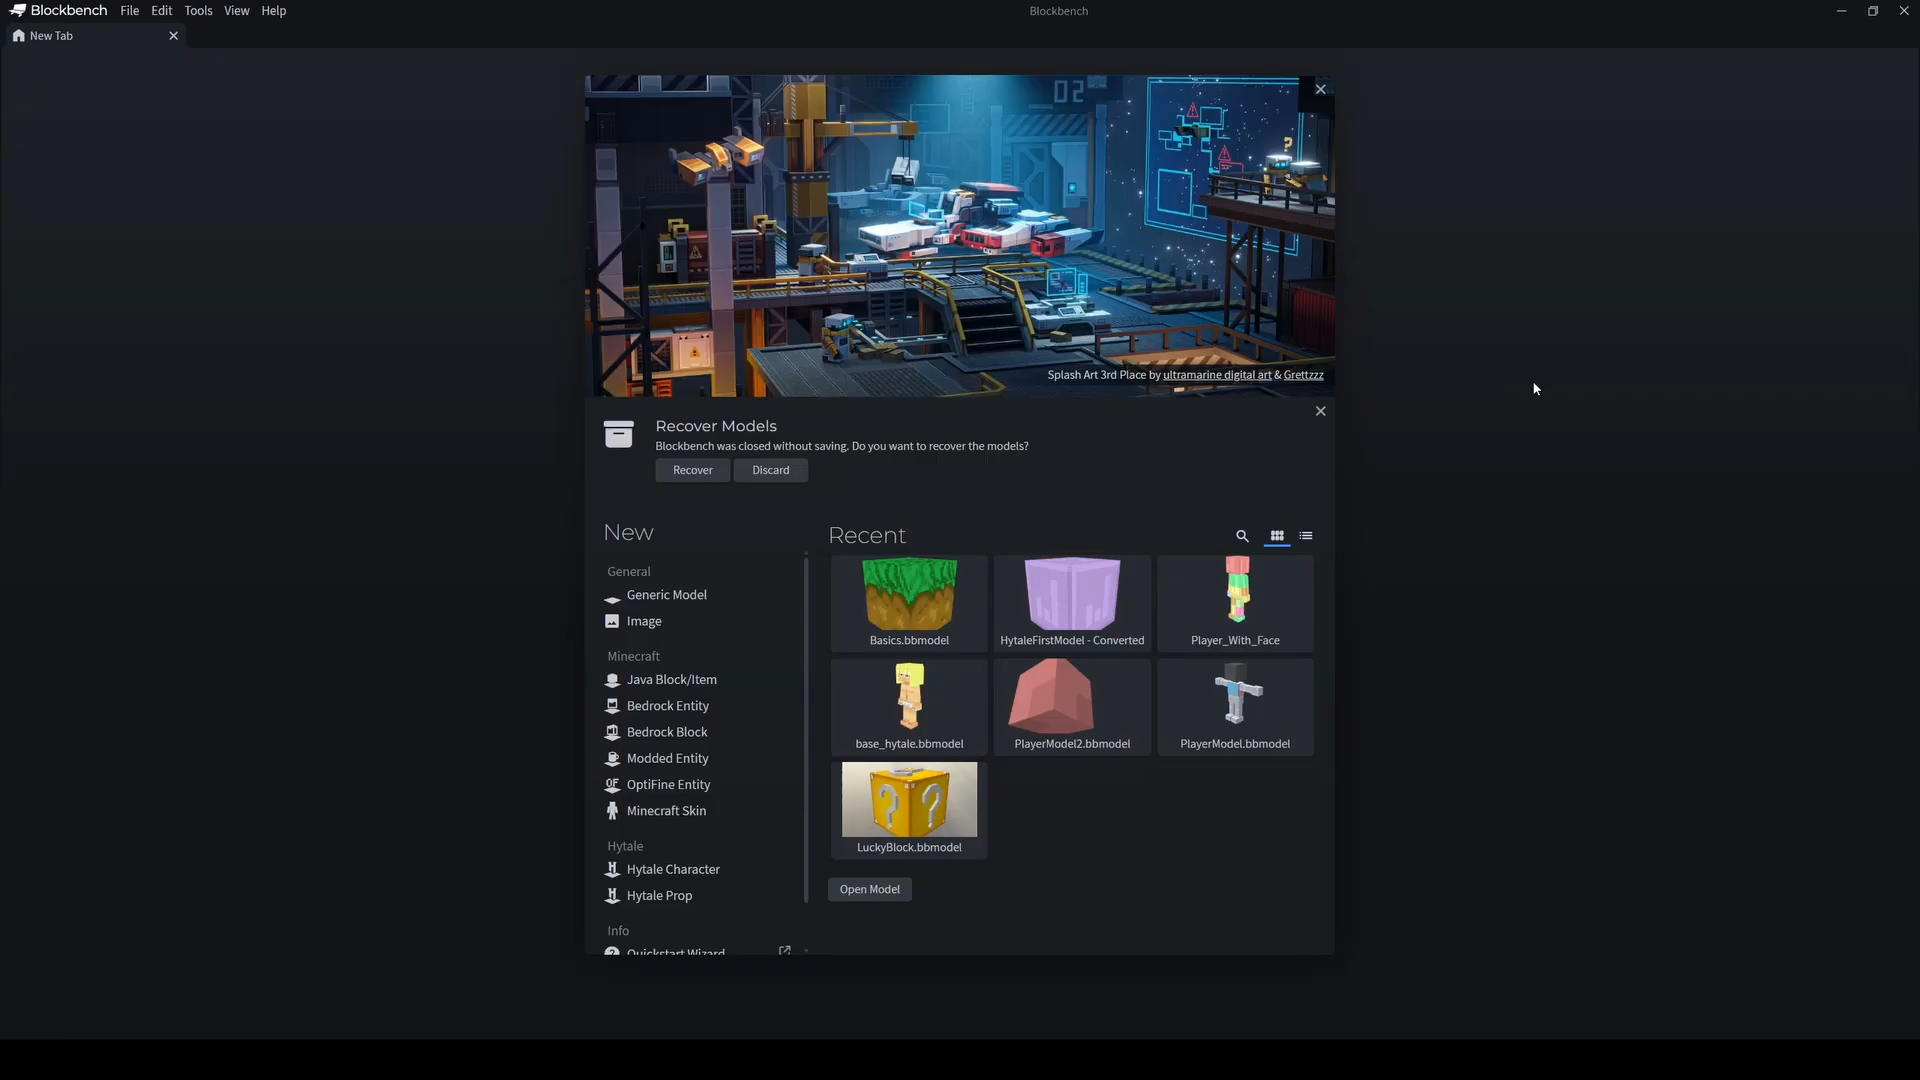 Blockbench File Edit Tools View Help Blockbench
New Tab
02
?
Splash Art 3rd Place by ultramarine digital art & Grettzzz
Recover Models
Blockbench was closed without saving. Do you want to recover the models?
Recover Discard
New
General
Generic Model
Image
Minecraft
Java Block/Item
Bedrock Entity
Bedrock Block
Modded Entity
OF OptiFine Entity
Minecraft Skin
Hytale
Hytale Character
Hytale Prop
Info
Quickstart Wizard
Recent
Basics.bbmodel HytaleFirstModel - Converted Player_With_Face
base_hytale.bbmodel PlayerModel2.bbmodel PlayerModel.bbmodel
? ?
LuckyBlock.bbmodel
Open Model